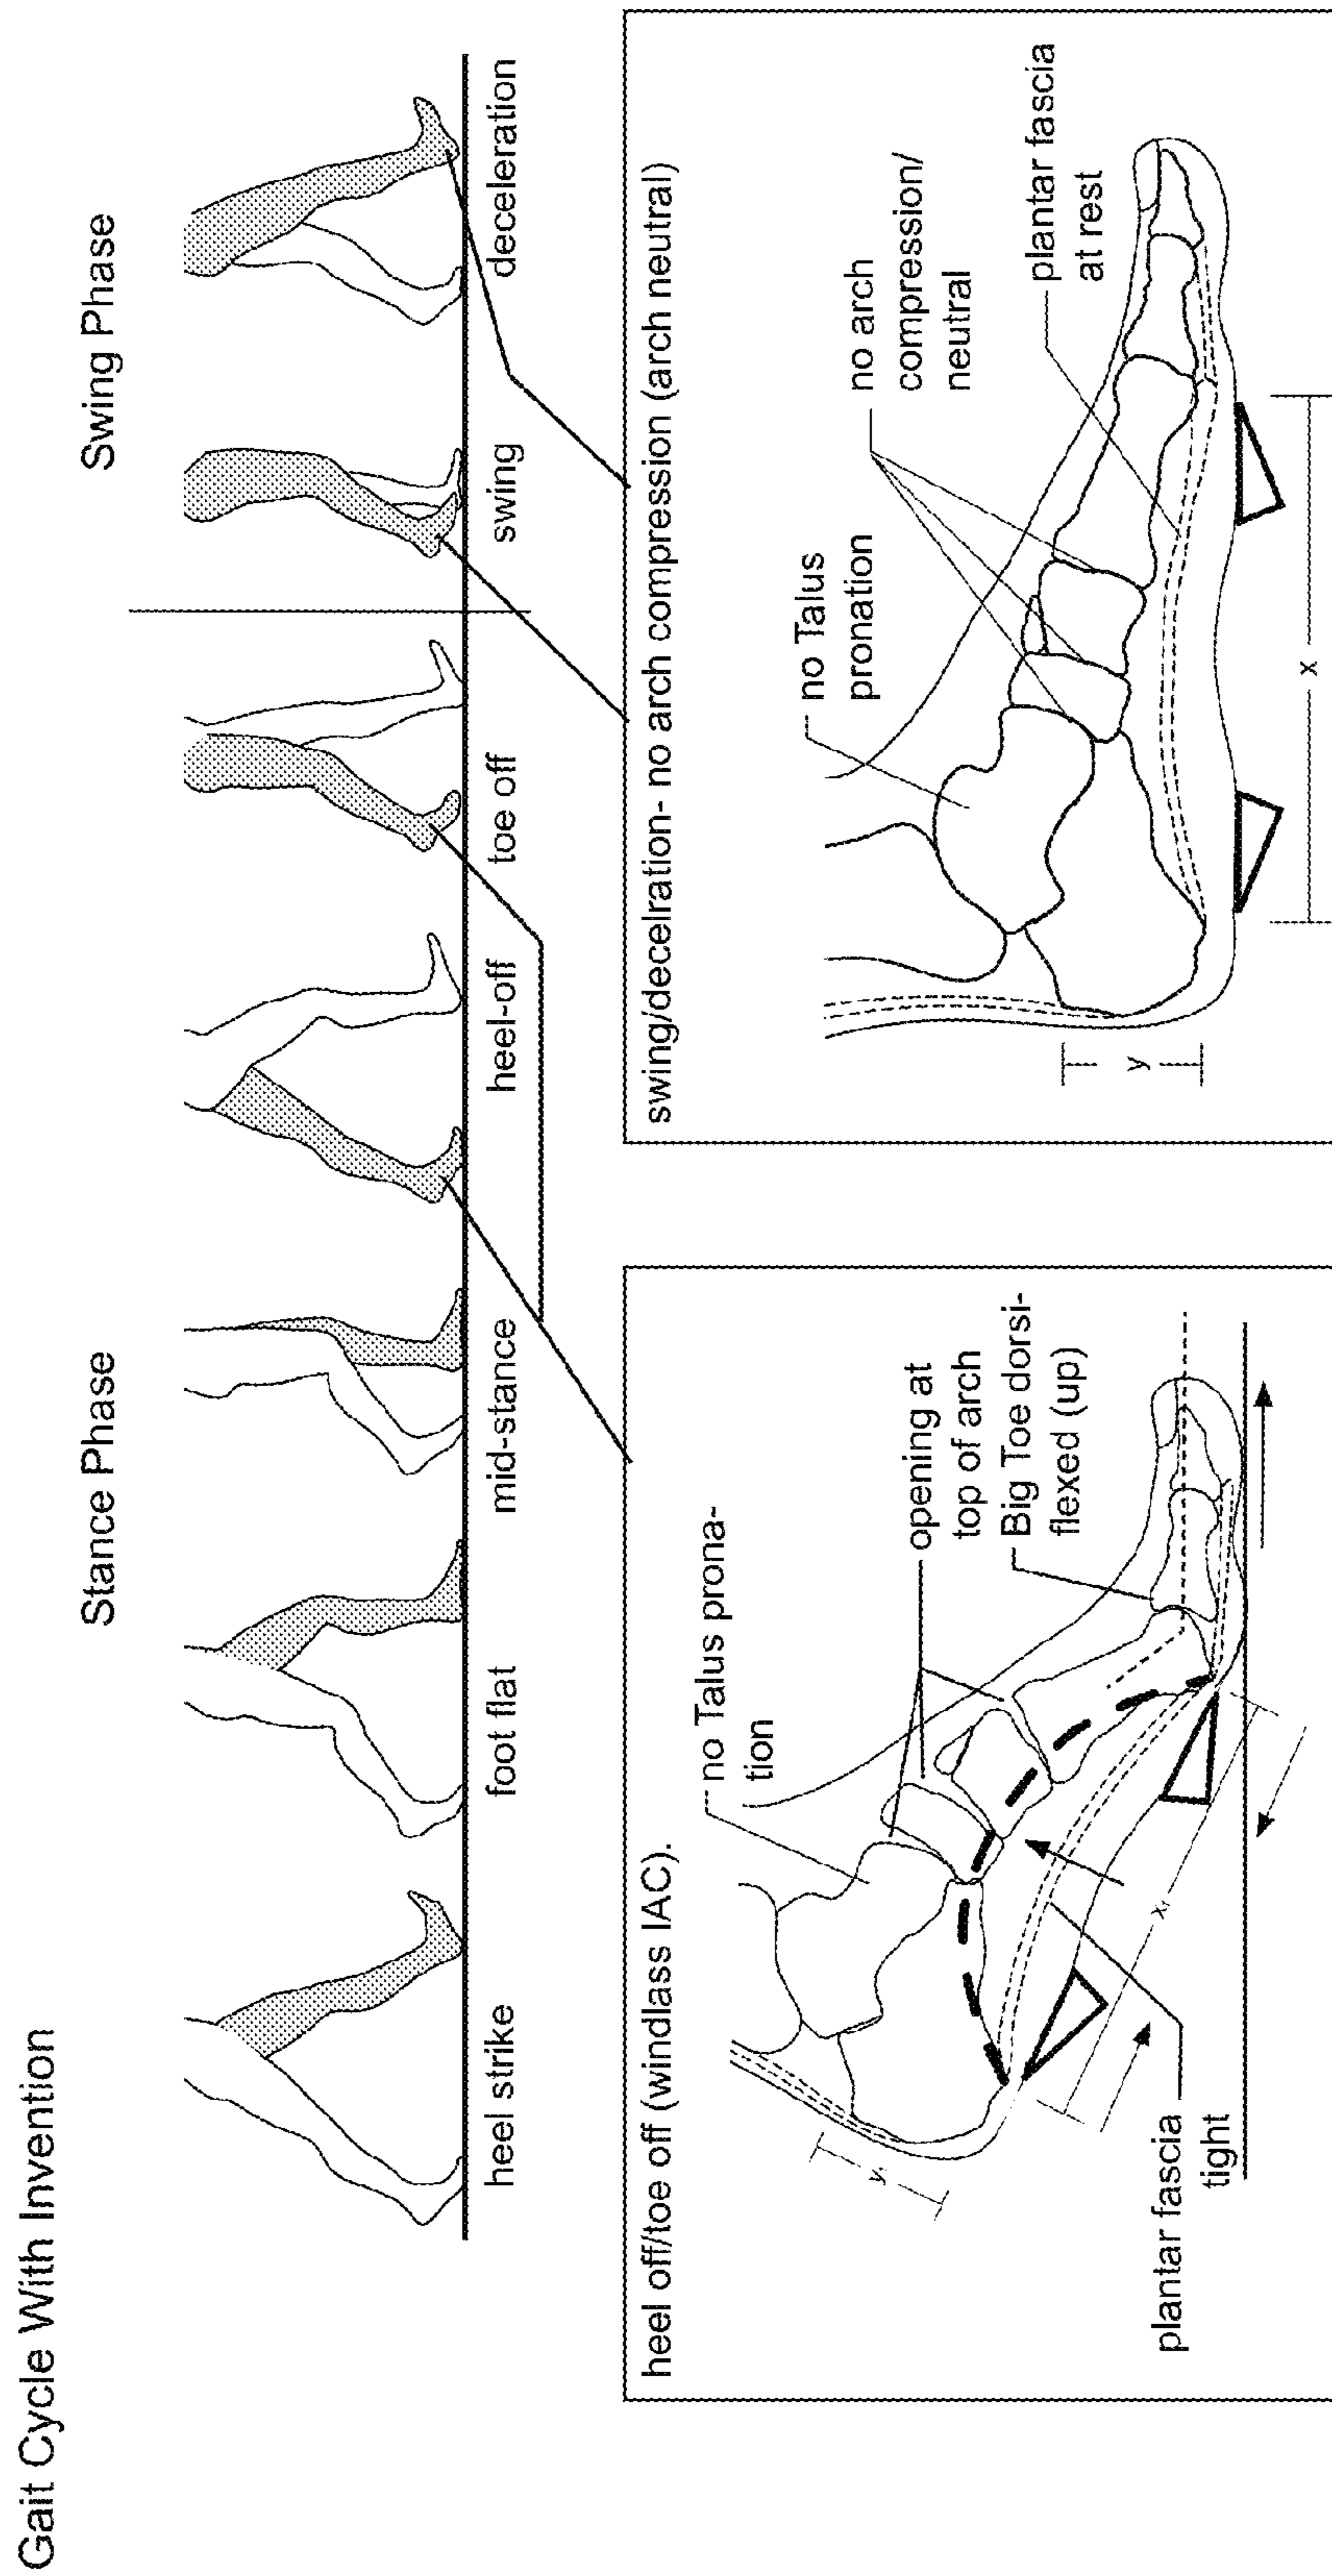 Gait Cycle With Invention
Stance Phase
Swing Phase
heel strike
foot flat
mid-stance
heel-off
toe off
swing
deceleration
heel off/toe off (windlass IAC).
no Talus prona-
tion
opening at
top of arch
Big Toe dorsi-
flexed (up)
plantar fascia
tight
y'
x'
swing/decelration- no arch compression (arch neutral)
no Talus
pronation
no arch
compression/
neutral
plantar fascia
at rest
y
x